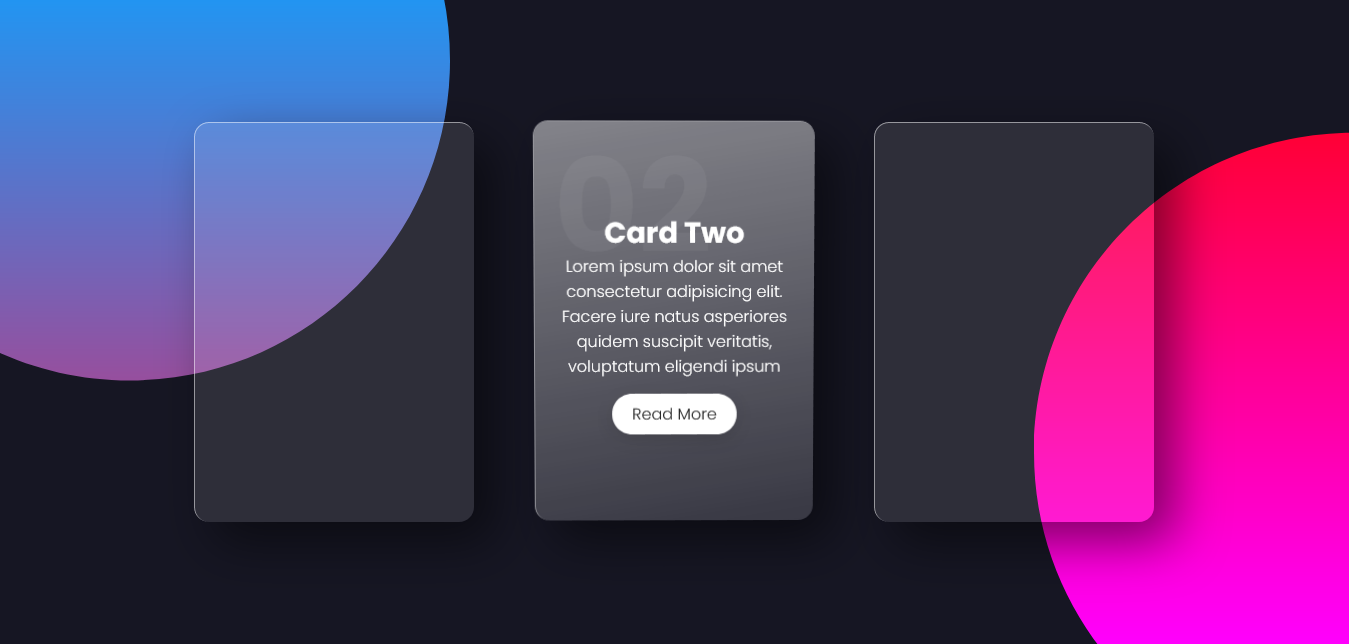 02
Card Two
Lorem ipsum dolor sit amet
consectetur adipisicing elit.
Facere iure natus asperiores
quidem suscipit veritatis,
voluptatum eligendi ipsum
Read More